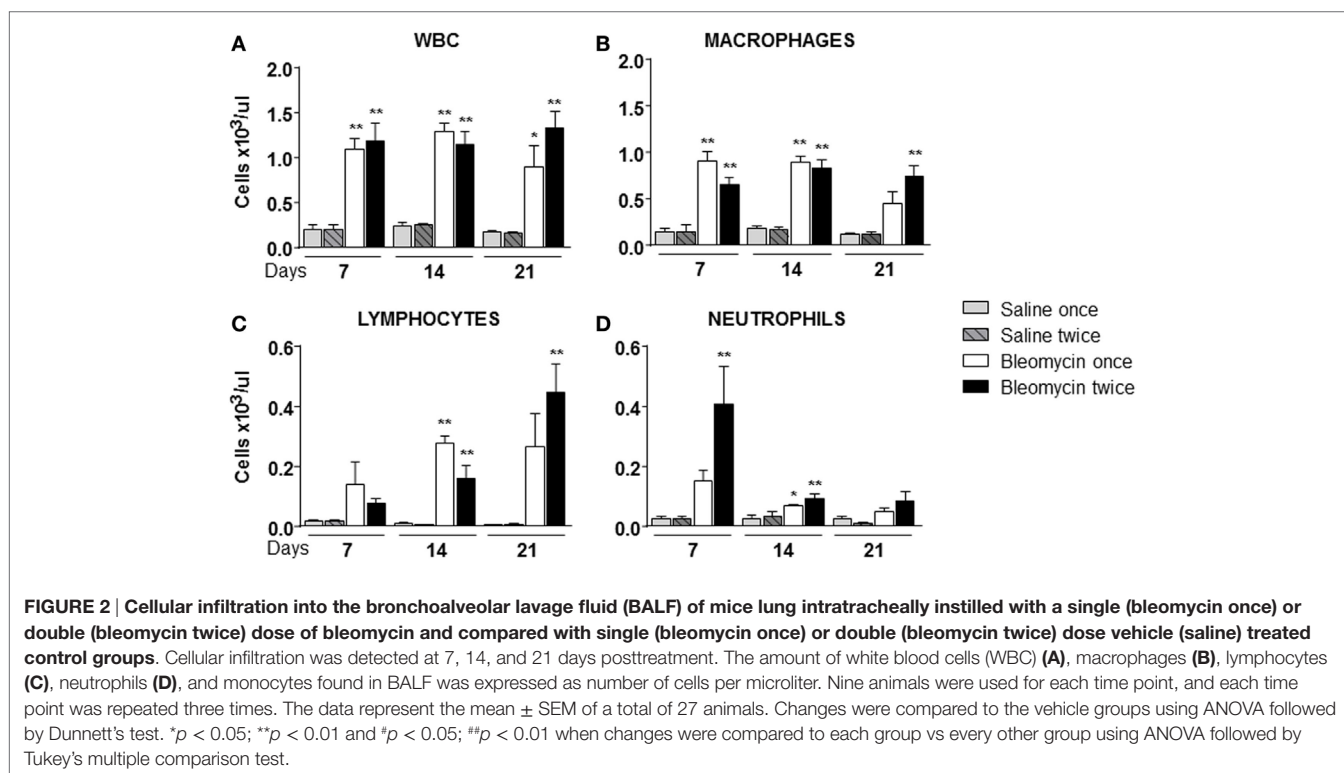 A WBC
2.0
1.5
1.0
0.5
0.0
Cells x10³/ul
** **
** **
* **
Days 7 14 21
B MACROPHAGES
2.0
1.5
1.0
0.5
0.0
** **
** **
**
7 14 21
C LYMPHOCYTES
0.6
0.4
0.2
0.0
Cells x10³/ul
** **
**
Days 7 14 21
D NEUTROPHILS
0.6
0.4
0.2
0.0
**
* **
7 14 21
Saline once
Saline twice
Bleomycin once
Bleomycin twice
FIGURE 2 | Cellular infiltration into the bronchoalveolar lavage fluid (BALF) of mice lung intratracheally instilled with a single (bleomycin once) or
double (bleomycin twice) dose of bleomycin and compared with single (bleomycin once) or double (bleomycin twice) dose vehicle (saline) treated
control groups. Cellular infiltration was detected at 7, 14, and 21 days posttreatment. The amount of white blood cells (WBC) (A), macrophages (B), lymphocytes
(C), neutrophils (D), and monocytes found in BALF was expressed as number of cells per microliter. Nine animals were used for each time point, and each time
point was repeated three times. The data represent the mean ± SEM of a total of 27 animals. Changes were compared to the vehicle groups using ANOVA followed
by Dunnett's test. *p < 0.05; **p < 0.01 and #p < 0.05; ##p < 0.01 when changes were compared to each group vs every other group using ANOVA followed by
Tukey's multiple comparison test.